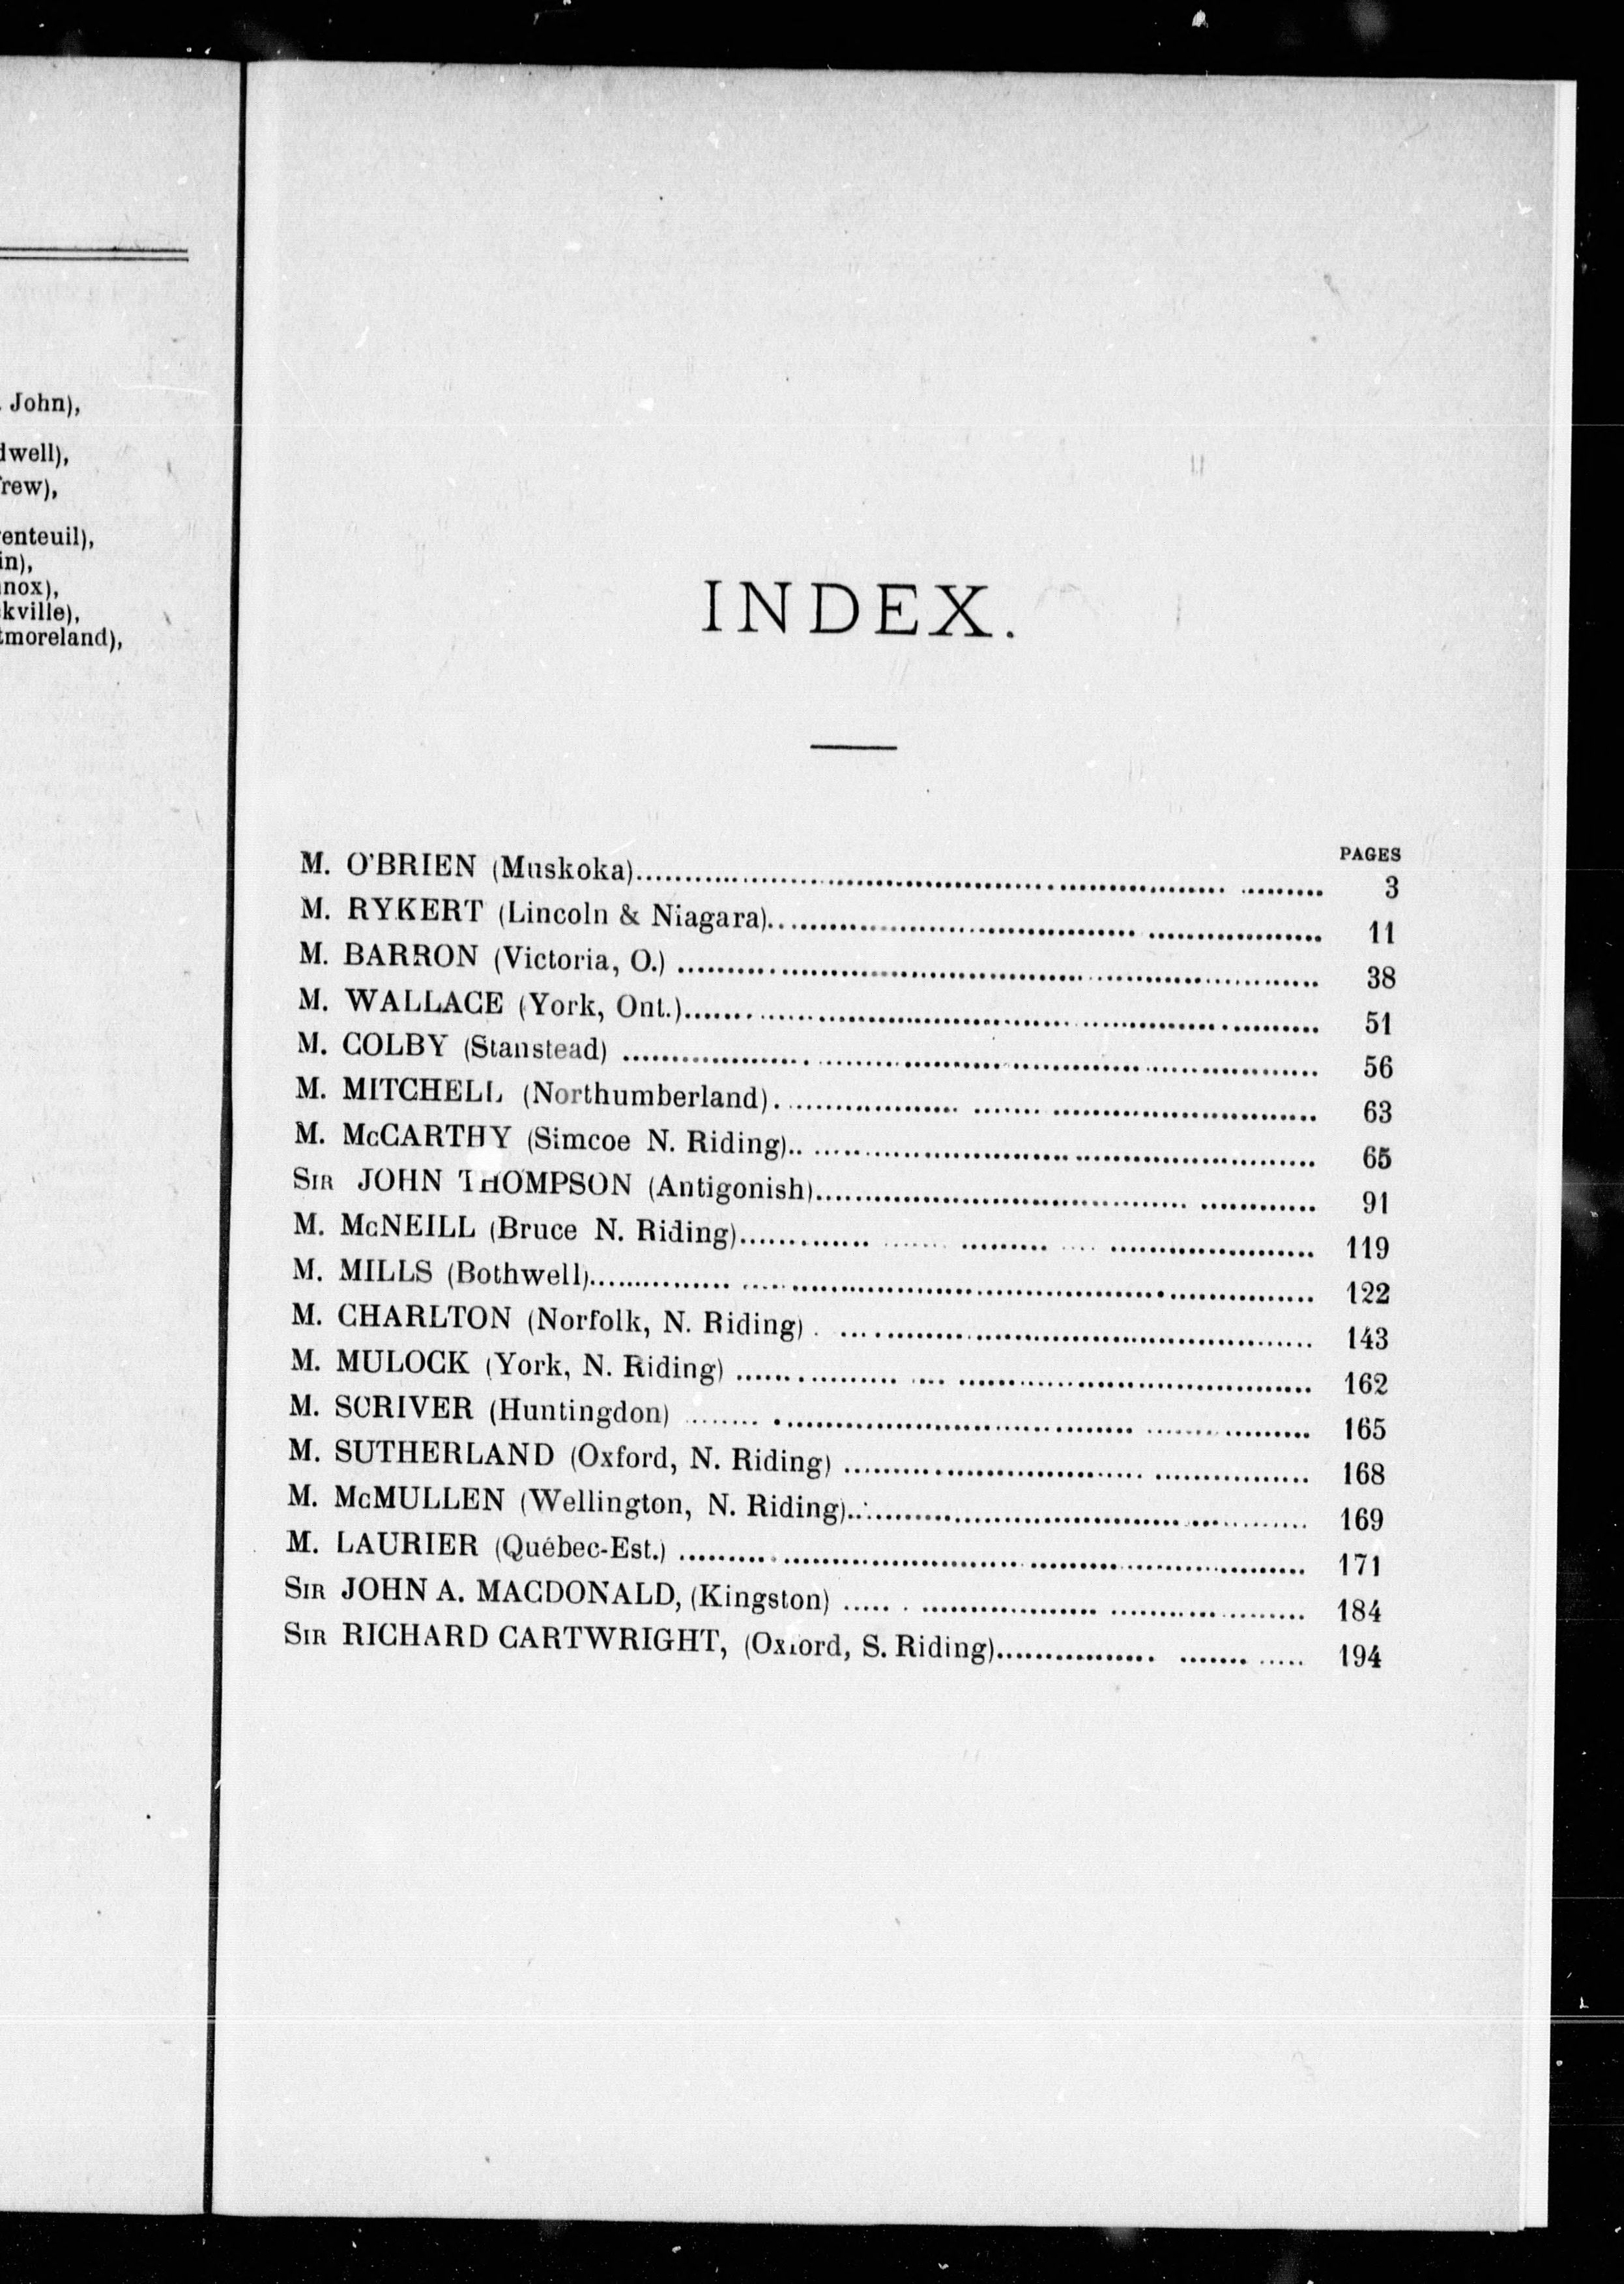 John),
dwell),
rew),
enteuil),
in),
nox),
kville),
tmoreland),
INDEX.
PAGES
M. O'BRIEN (Muskoka)........ 3
M. RYKERT (Lincoln & Niagara)........ 11
M. BARRON (Victoria, O.) ........ 38
M. WALLACE (York, Ont.)........ 51
M. COLBY (Stanstead) ........ 56
M. MITCHELL (Northumberland)........ 63
M. McCARTHY (Simcoe N. Riding)........ 65
SIR JOHN THOMPSON (Antigonish)........ 91
M. McNEILL (Bruce N. Riding)........ 119
M. MILLS (Bothwell)........ 122
M. CHARLTON (Norfolk, N. Riding) ........ 143
M. MULOCK (York, N. Riding) ........ 162
M. SCRIVER (Huntingdon) ........ 165
M. SUTHERLAND (Oxford, N. Riding) ........ 168
M. McMULLEN (Wellington, N. Riding)........ 169
M. LAURIER (Québec-Est.) ........ 171
SIR JOHN A. MACDONALD, (Kingston) ........ 184
SIR RICHARD CARTWRIGHT, (Oxford, S. Riding)........ 194